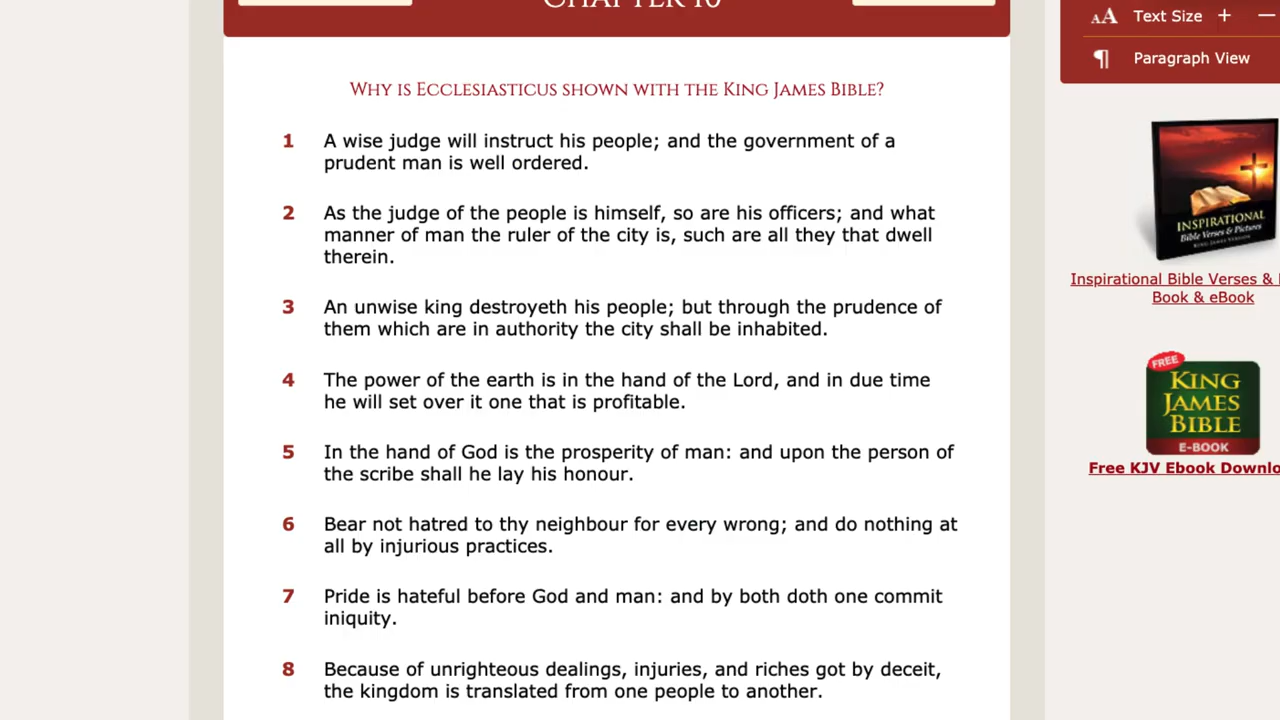 CHAPTER 10
WHY IS ECCLESIASTICUS SHOWN WITH THE KING JAMES BIBLE?
1 A wise judge will instruct his people; and the government of a
prudent man is well ordered.
2 As the judge of the people is himself, so are his officers; and what
manner of man the ruler of the city is, such are all they that dwell
therein.
3 An unwise king destroyeth his people; but through the prudence of
them which are in authority the city shall be inhabited.
4 The power of the earth is in the hand of the Lord, and in due time
he will set over it one that is profitable.
5 In the hand of God is the prosperity of man: and upon the person of
the scribe shall he lay his honour.
6 Bear not hatred to thy neighbour for every wrong; and do nothing at
all by injurious practices.
7 Pride is hateful before God and man: and by both doth one commit
iniquity.
8 Because of unrighteous dealings, injuries, and riches got by deceit,
the kingdom is translated from one people to another.
AA Text Size + —
¶ Paragraph View
INSPIRATIONAL
Bible Verses & Pictures
KING JAMES VERSION
Inspirational Bible Verses &
Book & eBook
FREE
KING
JAMES
BIBLE
E-BOOK
Free KJV Ebook Downlo